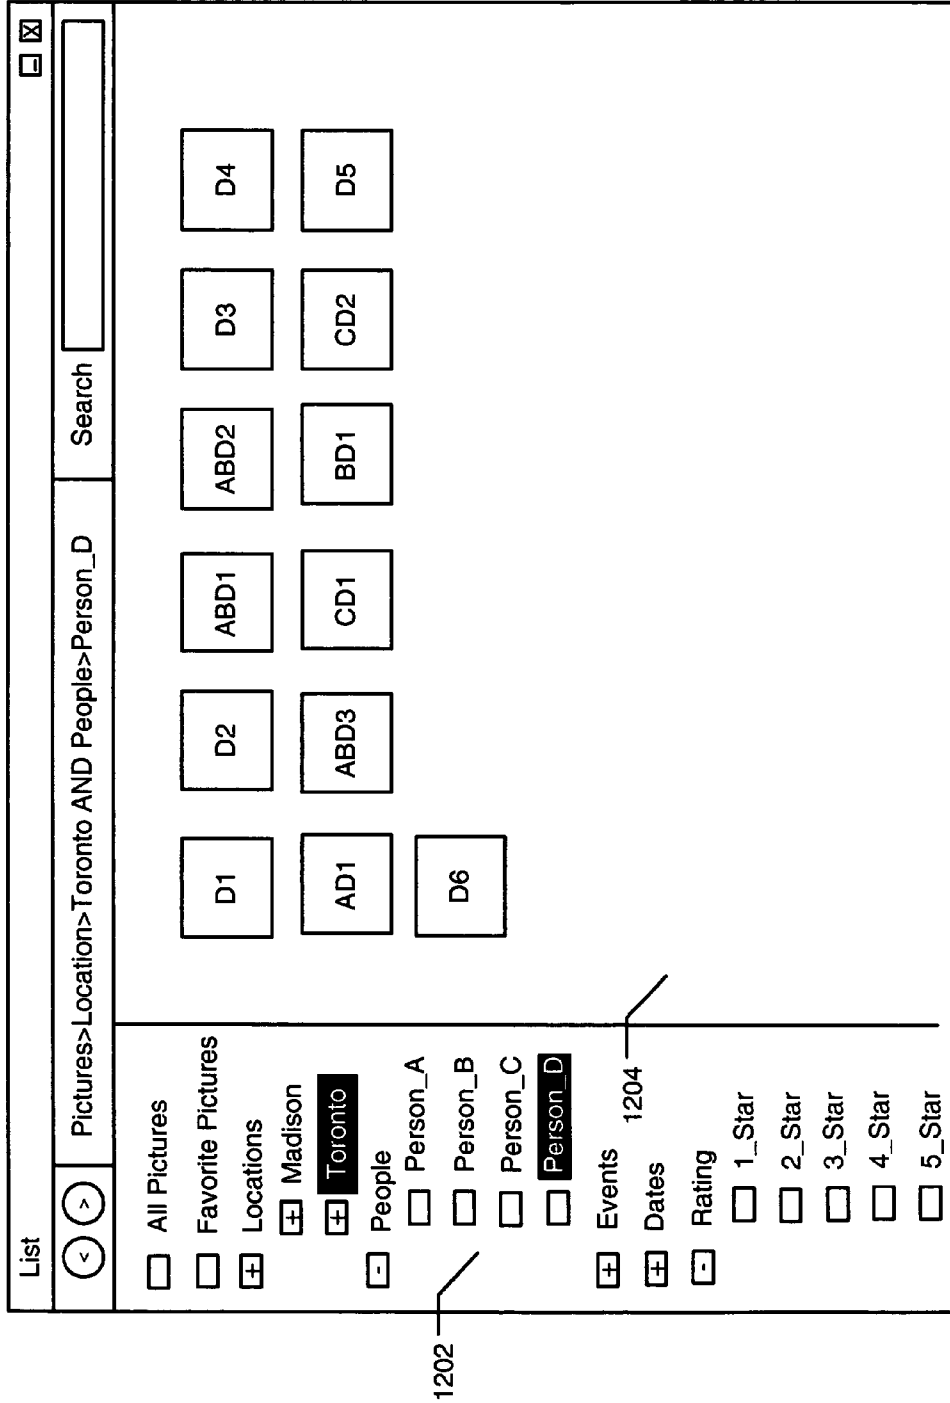 List - X
< > Pictures>Location>Toronto AND People>Person_D Search
All Pictures
Favorite Pictures
+ Locations
+ Madison
+ Toronto
- People
Person_A
Person_B
Person_C
Person_D
+ Events
+ Dates
- Rating
1_Star
2_Star
3_Star
4_Star
5_Star
D1 D2 ABD1 ABD2 D3 D4
AD1 ABD3 CD1 BD1 CD2 D5
D6
1202
1204